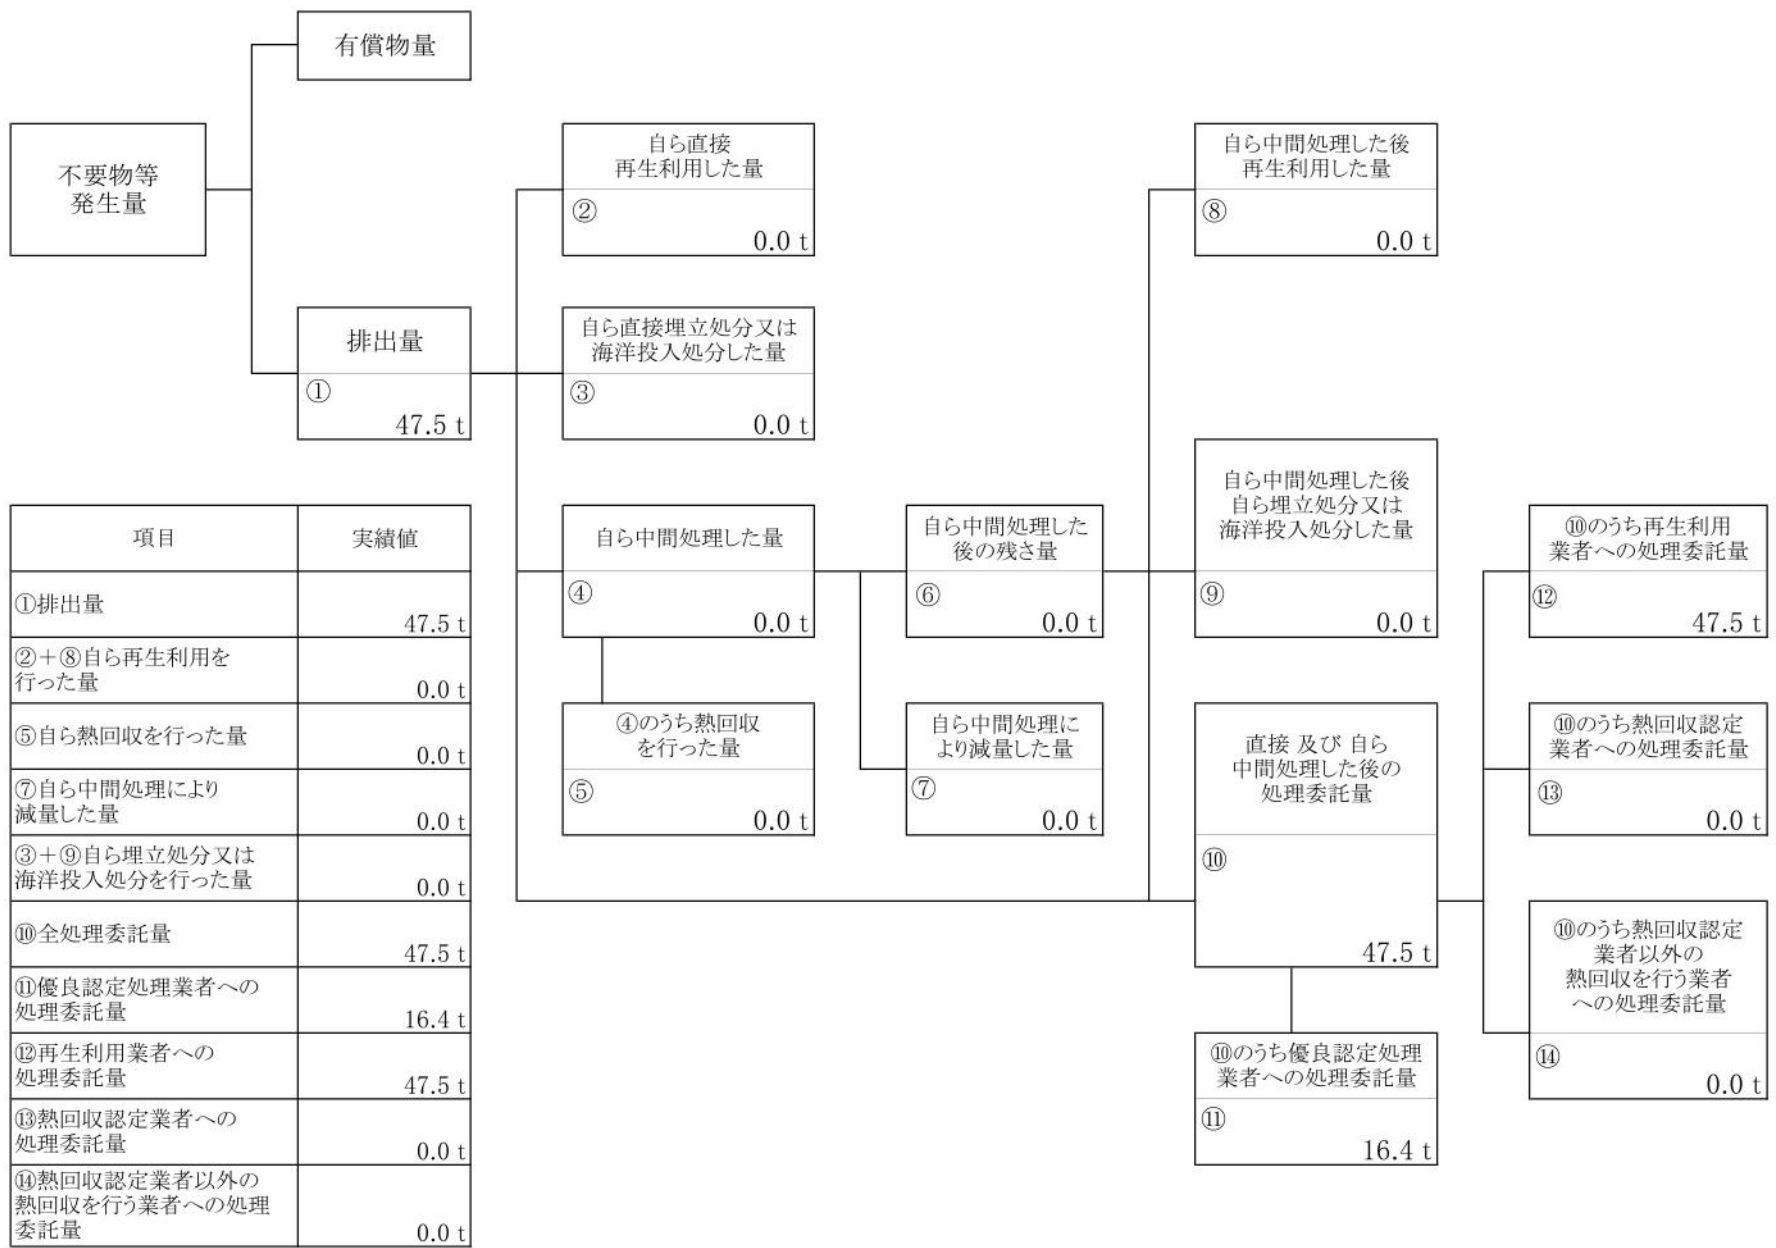 有償物量
不要物等
発生量
自ら直接
再生利用した量
②
0.0 t
自ら中間処理した後
再生利用した量
⑧
0.0 t
排出量
①
47.5 t
自ら直接埋立処分又は
海洋投入処分した量
③
0.0 t
自ら中間処理した量
④
0.0 t
自ら中間処理した
後の残さ量
⑥
0.0 t
自ら中間処理した後
自ら埋立処分又は
海洋投入処分した量
⑨
0.0 t
⑩のうち再生利用
業者への処理委託量
⑫
47.5 t
④のうち熱回収
を行った量
⑤
0.0 t
自ら中間処理に
より減量した量
⑦
0.0 t
直接 及び 自ら
中間処理した後の
処理委託量
⑩
47.5 t
⑩のうち熱回収認定
業者への処理委託量
⑬
0.0 t
⑩のうち熱回収認定
業者以外の
熱回収を行う業者
への処理委託量
⑭
0.0 t
⑩のうち優良認定処理
業者への処理委託量
⑪
16.4 t
項目 実績値
①排出量
47.5 t
②＋⑧自ら再生利用を
行った量
0.0 t
⑤自ら熱回収を行った量
0.0 t
⑦自ら中間処理により
減量した量
0.0 t
③＋⑨自ら埋立処分又は
海洋投入処分を行った量
0.0 t
⑩全処理委託量
47.5 t
⑪優良認定処理業者への
処理委託量
16.4 t
⑫再生利用業者への
処理委託量
47.5 t
⑬熱回収認定業者への
処理委託量
0.0 t
⑭熱回収認定業者以外の
熱回収を行う業者への処理
委託量
0.0 t